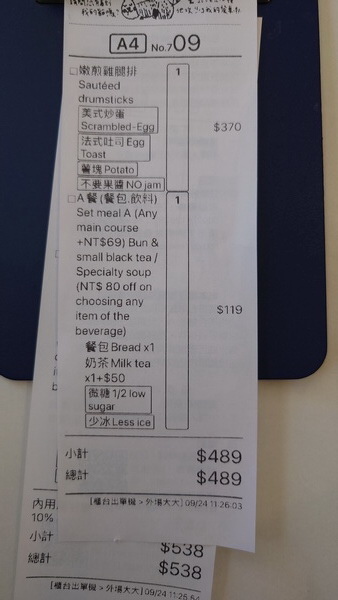 A4 No.709
□嫩煎雞腿排 1
Sautéed
drumsticks
美式炒蛋
Scrambled-Egg $370
法式吐司 Egg
Toast
薯塊 Potato
不要果醬 NO jam
□A 餐 (餐包.飲料) 1
Set meal A (Any
main course
+NT$69) Bun &
small black tea /
Specialty soup
(NT$ 80 off on
choosing any $119
item of the
beverage)
餐包 Bread x1
奶茶 Milk tea
x1+$50
微糖 1/2 low
sugar
少冰 Less ice
小計 $489
總計 $489
[櫃台出單機 > 外場大大] 09/24 11:26:03
內用
10%
小計 $538
總計 $538
[櫃台出單機 > 外場大大] 09/24 11:25:54